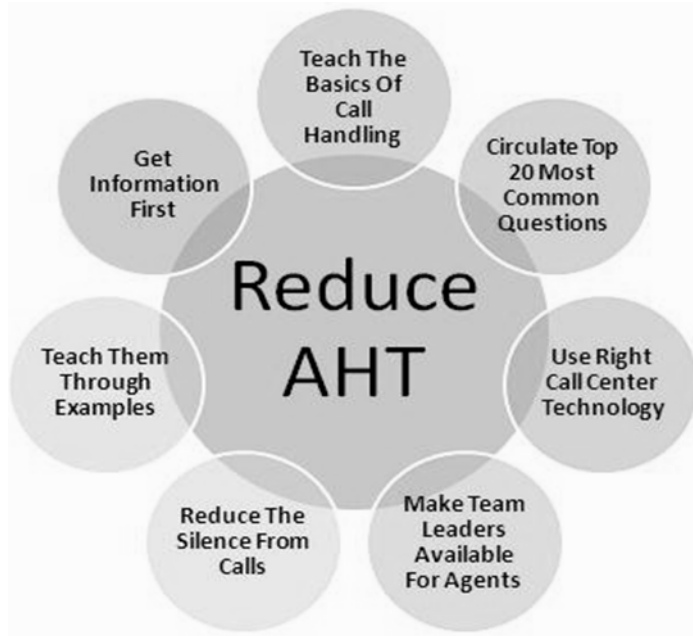 Teach The
Basics Of
Call
Handling
Circulate Top
20 Most
Common
Questions
Use Right
Call Center
Technology
Make Team
Leaders
Available
For Agents
Reduce The
Silence From
Calls
Teach Them
Through
Examples
Get
Information
First
Reduce
AHT